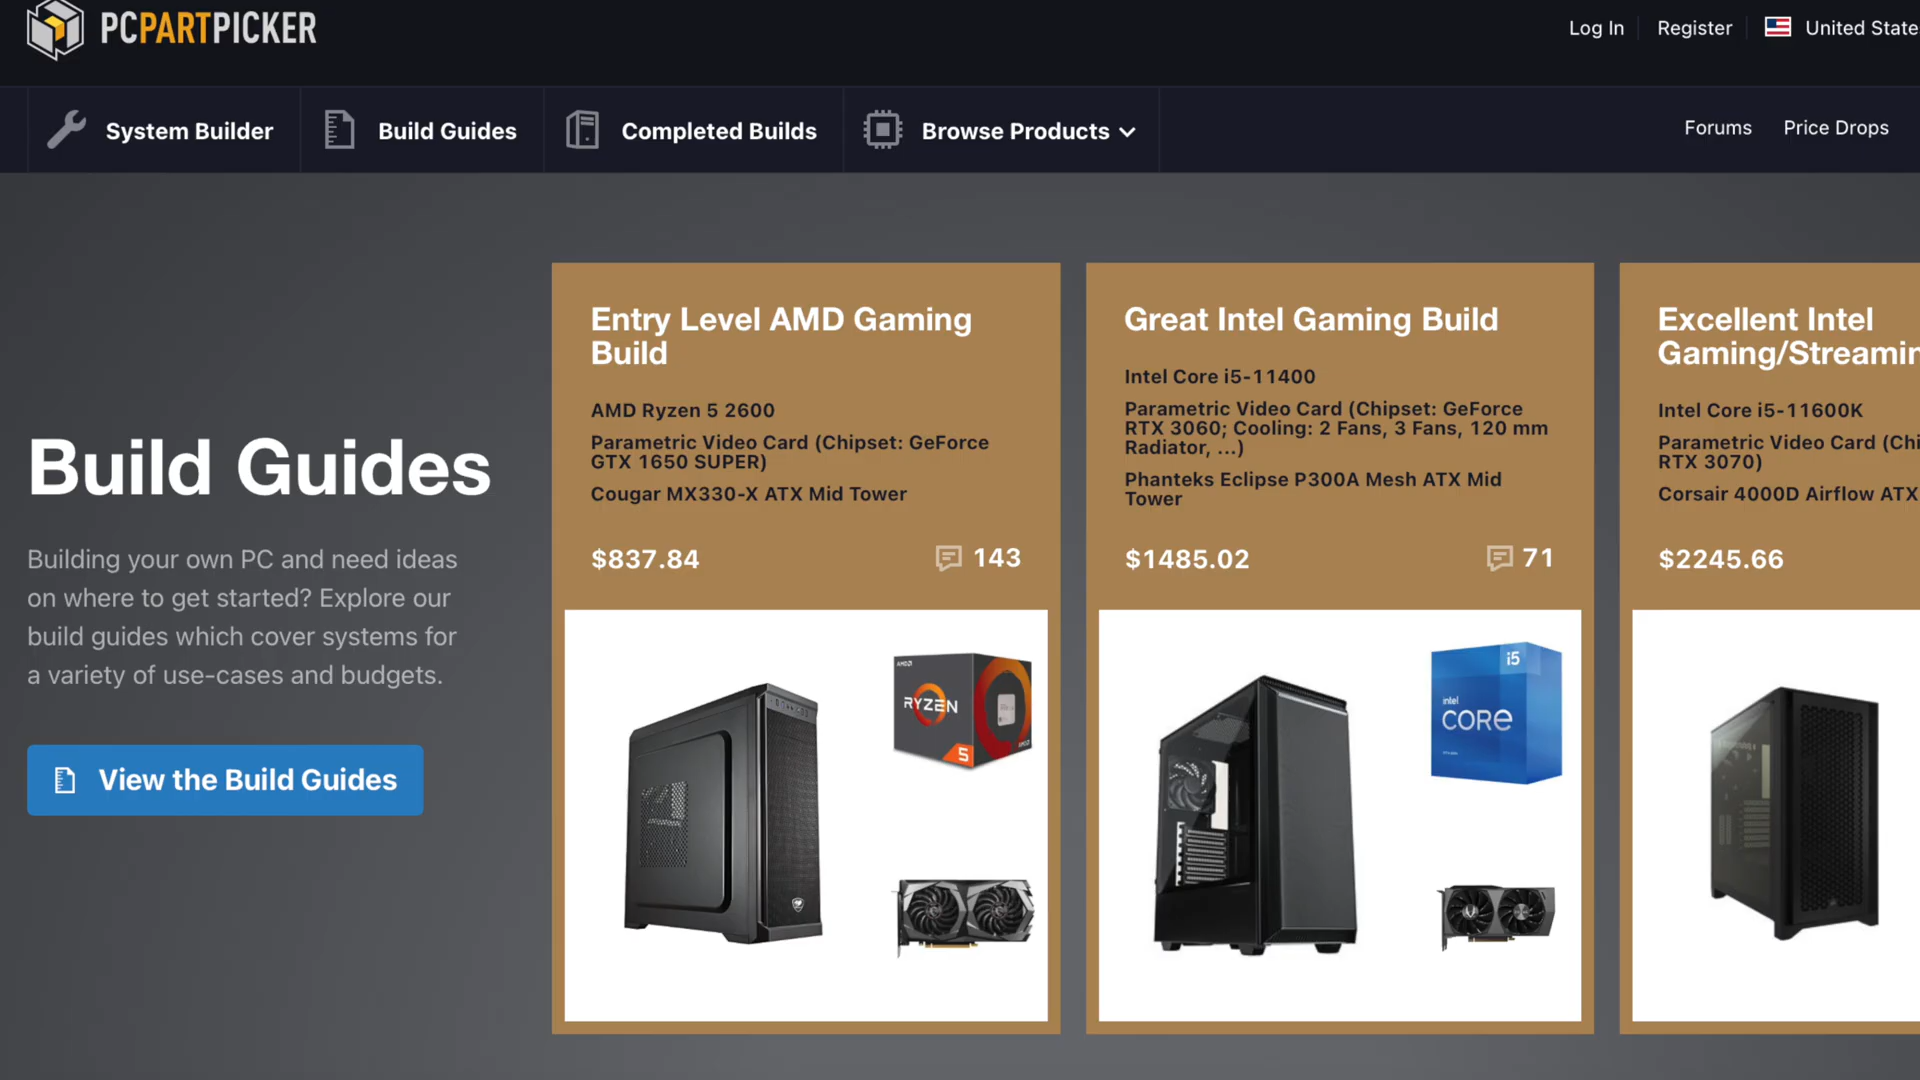 PCPARTPICKER
Log In
Register
United State
System Builder
Build Guides
Completed Builds
Browse Products
Forums
Price Drops
Build Guides
Building your own PC and need ideas
on where to get started? Explore our
build guides which cover systems for
a variety of use-cases and budgets.
View the Build Guides
Entry Level AMD Gaming
Build
AMD Ryzen 5 2600
Parametric Video Card (Chipset: GeForce
GTX 1650 SUPER)
Cougar MX330-X ATX Mid Tower
$837.84
143
AMD
RYZEN
5
AMD
Great Intel Gaming Build
Intel Core i5-11400
Parametric Video Card (Chipset: GeForce
RTX 3060; Cooling: 2 Fans, 3 Fans, 120 mm
Radiator, ...)
Phanteks Eclipse P300A Mesh ATX Mid
Tower
$1485.02
71
i5
intel
CORE
Excellent Intel
Gaming/Streamin
Intel Core i5-11600K
Parametric Video Card (Chi
RTX 3070)
Corsair 4000D Airflow ATX
$2245.66